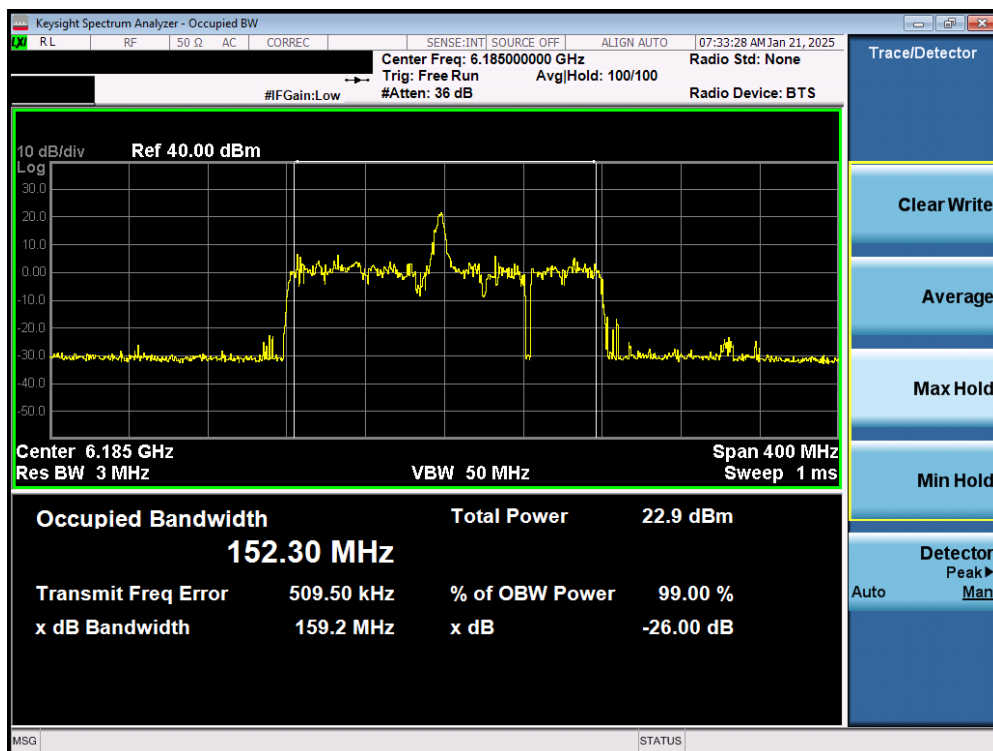 Keysight Spectrum Analyzer - Occupied BW
LXI RL RF 50 Ω AC CORREC SENSE:INT SOURCE OFF ALIGN AUTO 07:33:28 AM Jan 21, 2025
Center Freq: 6.185000000 GHz Radio Std: None
Trig: Free Run Avg|Hold: 100/100
#IFGain:Low #Atten: 36 dB Radio Device: BTS
Trace/Detector
10 dB/div Ref 40.00 dBm
Log
30.0
20.0
10.0
0.00
-10.0
-20.0
-30.0
-40.0
-50.0
Center 6.185 GHz Span 400 MHz
Res BW 3 MHz VBW 50 MHz Sweep 1 ms
Occupied Bandwidth Total Power 22.9 dBm
152.30 MHz
Transmit Freq Error 509.50 kHz % of OBW Power 99.00 %
x dB Bandwidth 159.2 MHz x dB -26.00 dB
Clear Write
Average
Max Hold
Min Hold
Detector
Peak▶
Auto Man
MSG STATUS